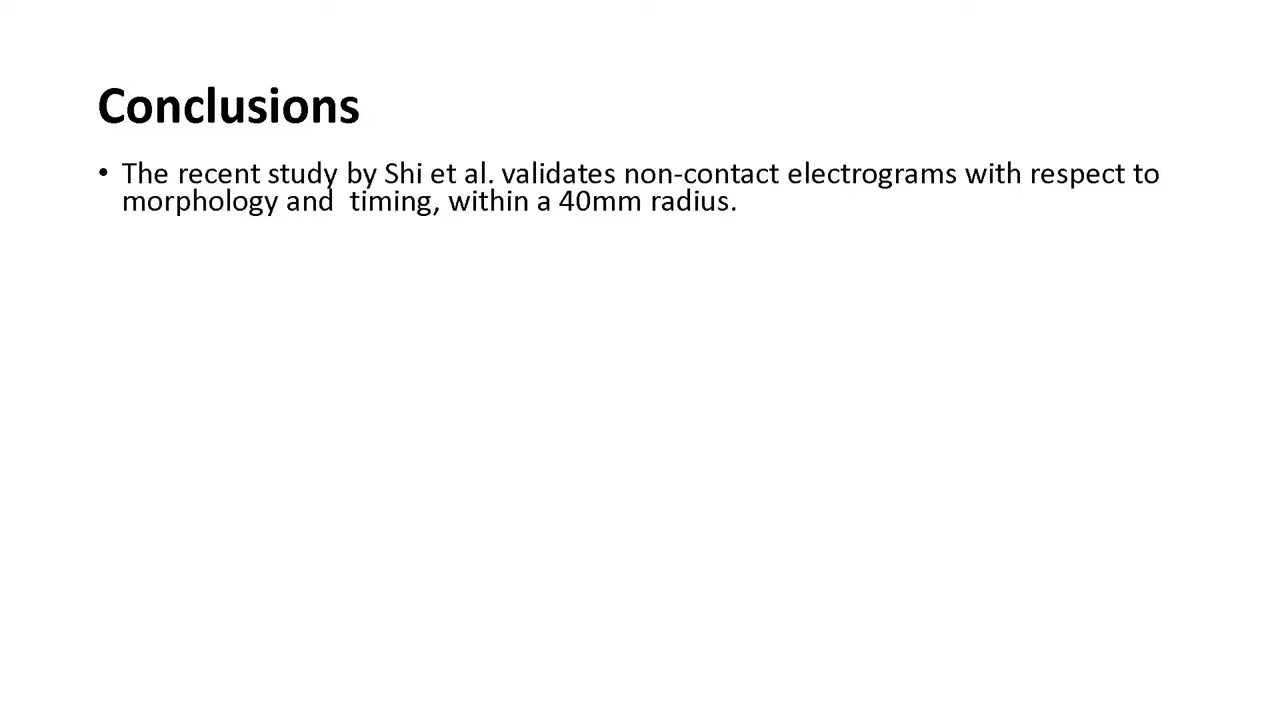 Conclusions
• The recent study by Shi et al. validates non-contact electrograms with respect to
morphology and  timing, within a 40mm radius.